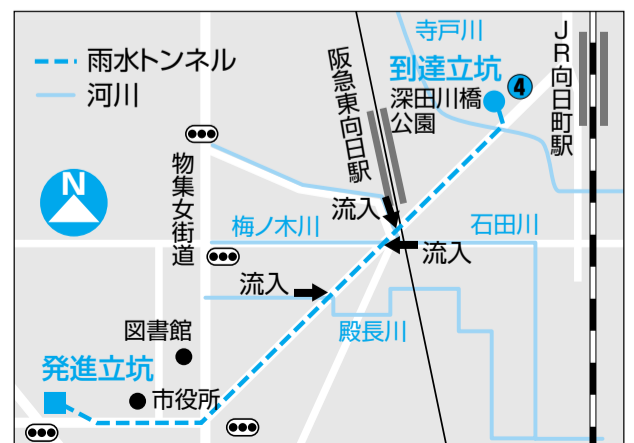 雨水トンネル
河川
寺戸川
到達立坑
④
深田川橋
公園
JR向日町駅
阪急東向日駅
物集女街道
N
流入
梅ノ木川
石田川
流入
流入
殿長川
図書館
発進立坑
市役所